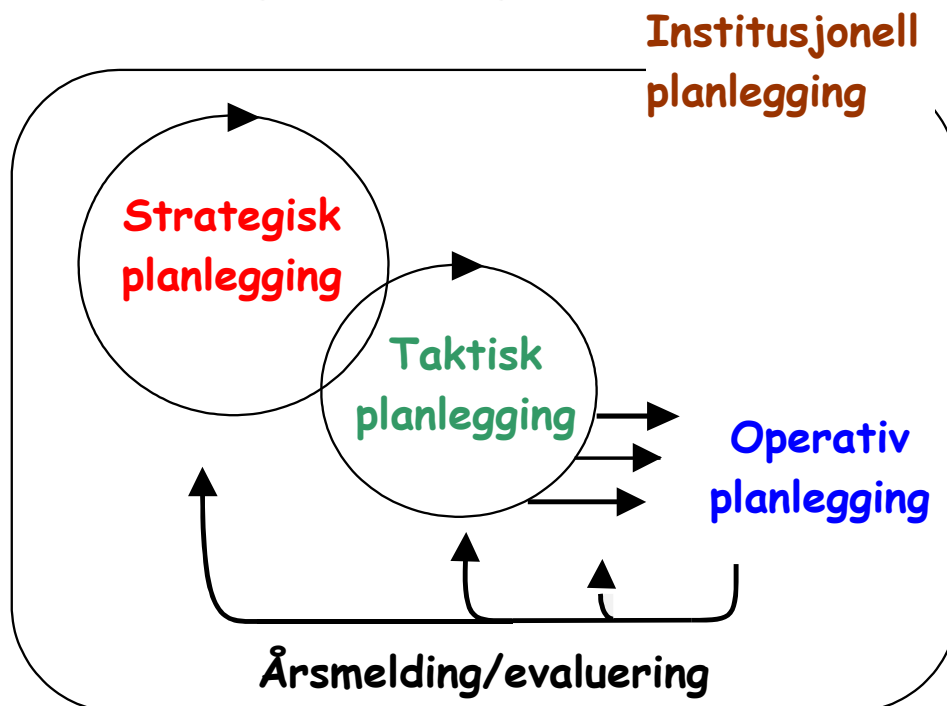 Institusjonell
planlegging
Strategisk
planlegging
Taktisk
planlegging
Operativ
planlegging
Årsmelding/evaluering